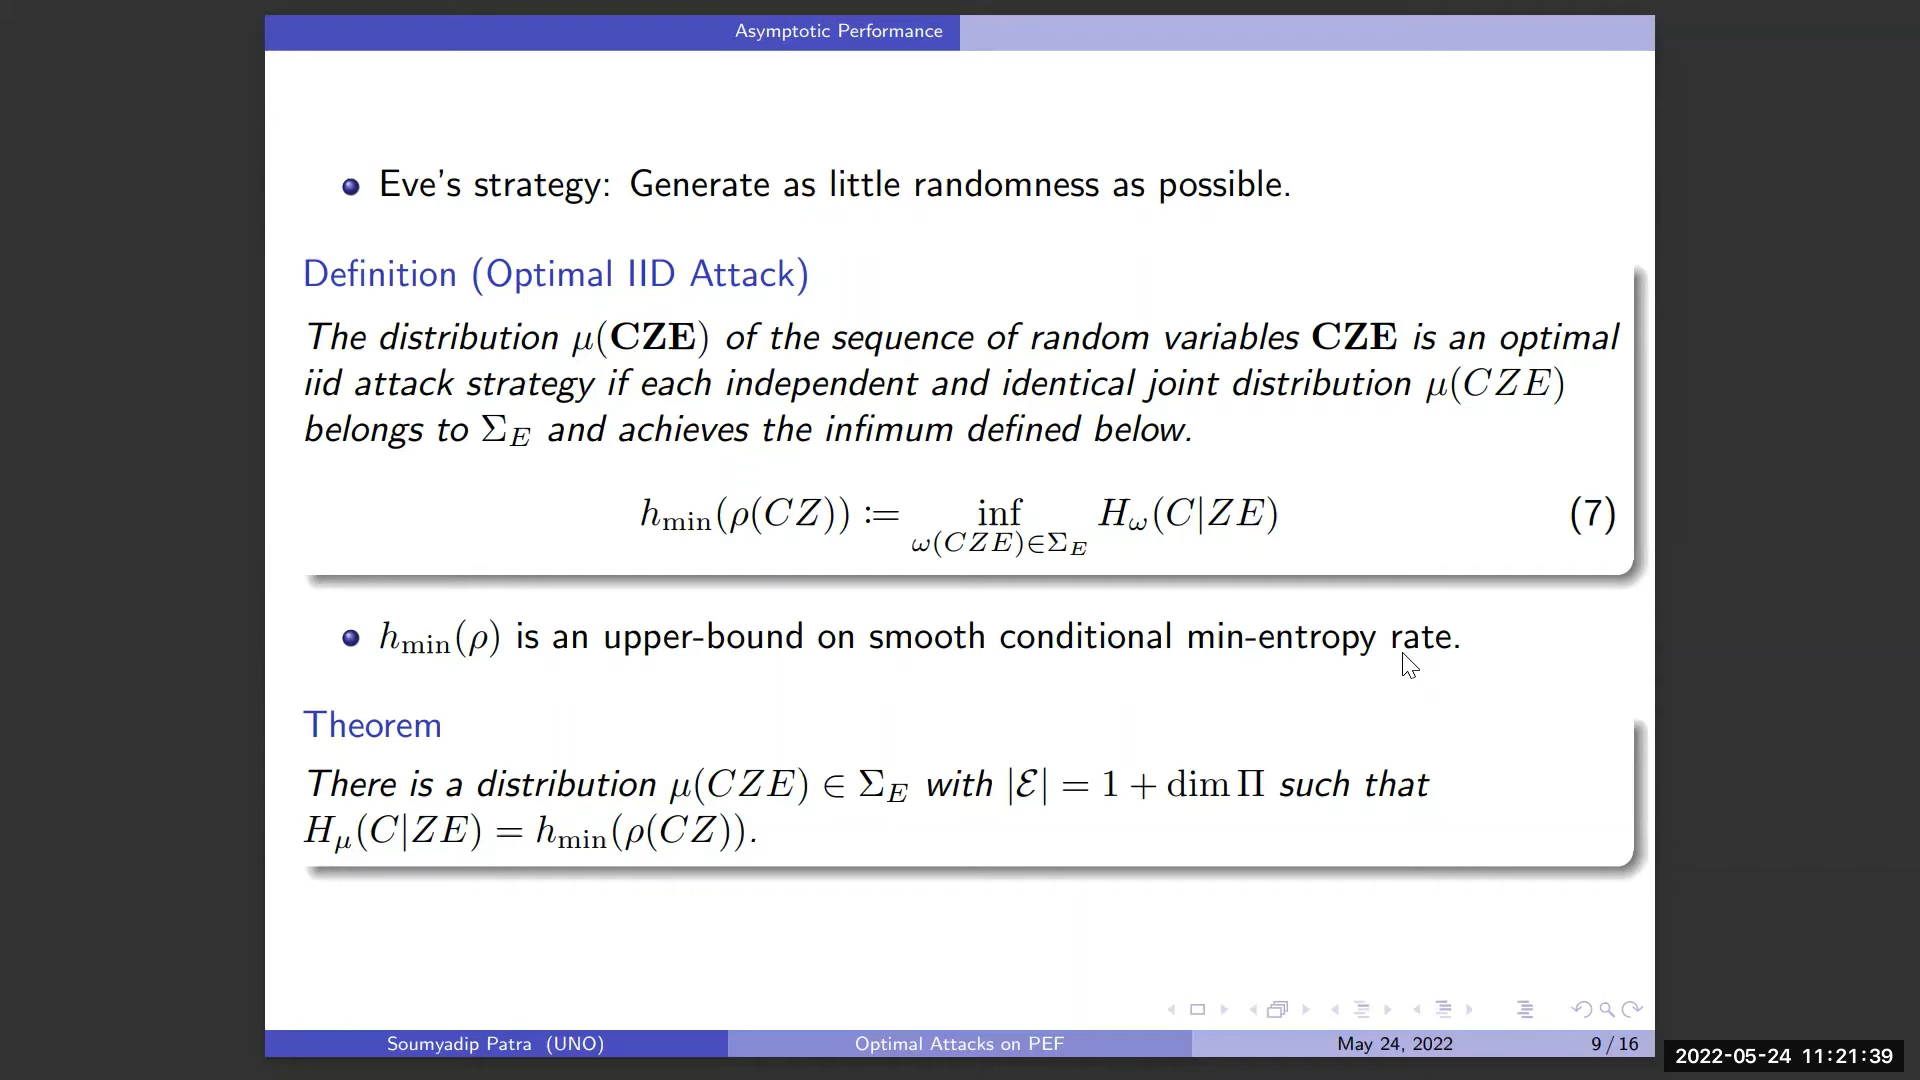 Asymptotic Performance
• Eve's strategy: Generate as little randomness as possible.
Definition (Optimal IID Attack)
The distribution μ(CZE) of the sequence of random variables CZE is an optimal
iid attack strategy if each independent and identical joint distribution μ(CZE)
belongs to Σ_E and achieves the infimum defined below.
h_min(ρ(CZ)) := inf_{ω(CZE)∈Σ_E} H_ω(C|ZE) (7)
• h_min(ρ) is an upper-bound on smooth conditional min-entropy rate.
Theorem
There is a distribution μ(CZE) ∈ Σ_E with |ℰ| = 1 + dim Π such that
H_μ(C|ZE) = h_min(ρ(CZ)).
Soumyadip Patra (UNO) Optimal Attacks on PEF May 24, 2022 9 / 16
2022-05-24 11:21:39